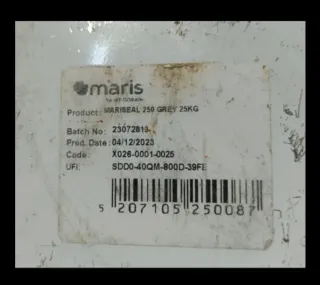 maris
Product: MARISEAL 250 GREY 25KG
Batch No: 23072813
Prod. Date: 04/12/2023
Code: X026-0001-0025
UFI: SDD0-40QM-800D-39FE
5 207105 250087